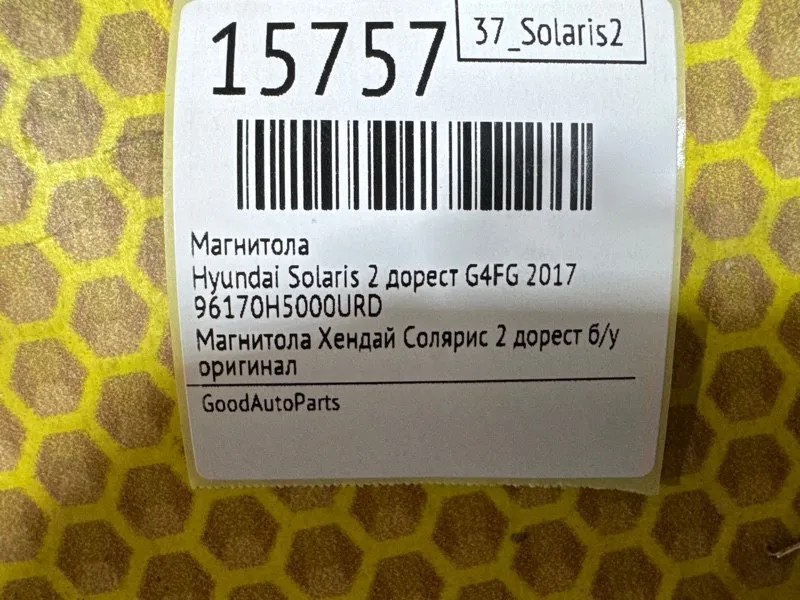 15757
37_Solaris2
Магнитола
Hyundai Solaris 2 дорест G4FG 2017
96170H5000URD
Магнитола Хендай Солярис 2 дорест б/у
оригинал
GoodAutoParts